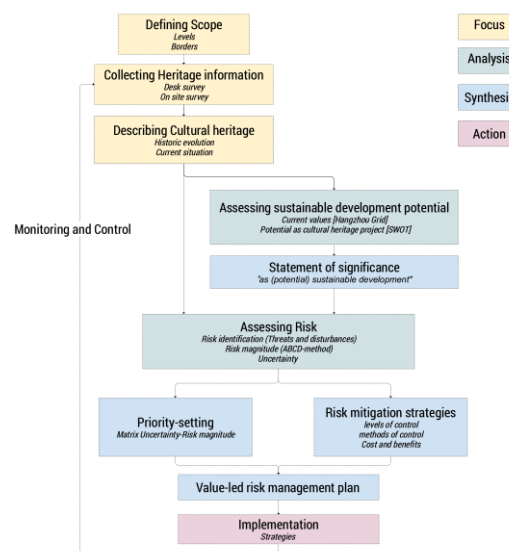 Defining Scope
Levels
Borders
Focus
Analysis
Synthesi
Action
Collecting Heritage information
Desk survey
On site survey
Describing Cultural heritage
Historic evolution
Current situation
Monitoring and Control
Assessing sustainable development potential
Current values [Hangzhou Grid]
Potential as cultural heritage project [SWOT]
Statement of significance
"as (potential) sustainable development"
Assessing Risk
Risk identification (Threats and disturbances)
Risk magnitude (ABCD-method)
Uncertainty
Priority-setting
Matrix Uncertainty-Risk magnitude
Risk mitigation strategies
levels of control
methods of control
Cost and benefits
Value-led risk management plan
Implementation
Strategies